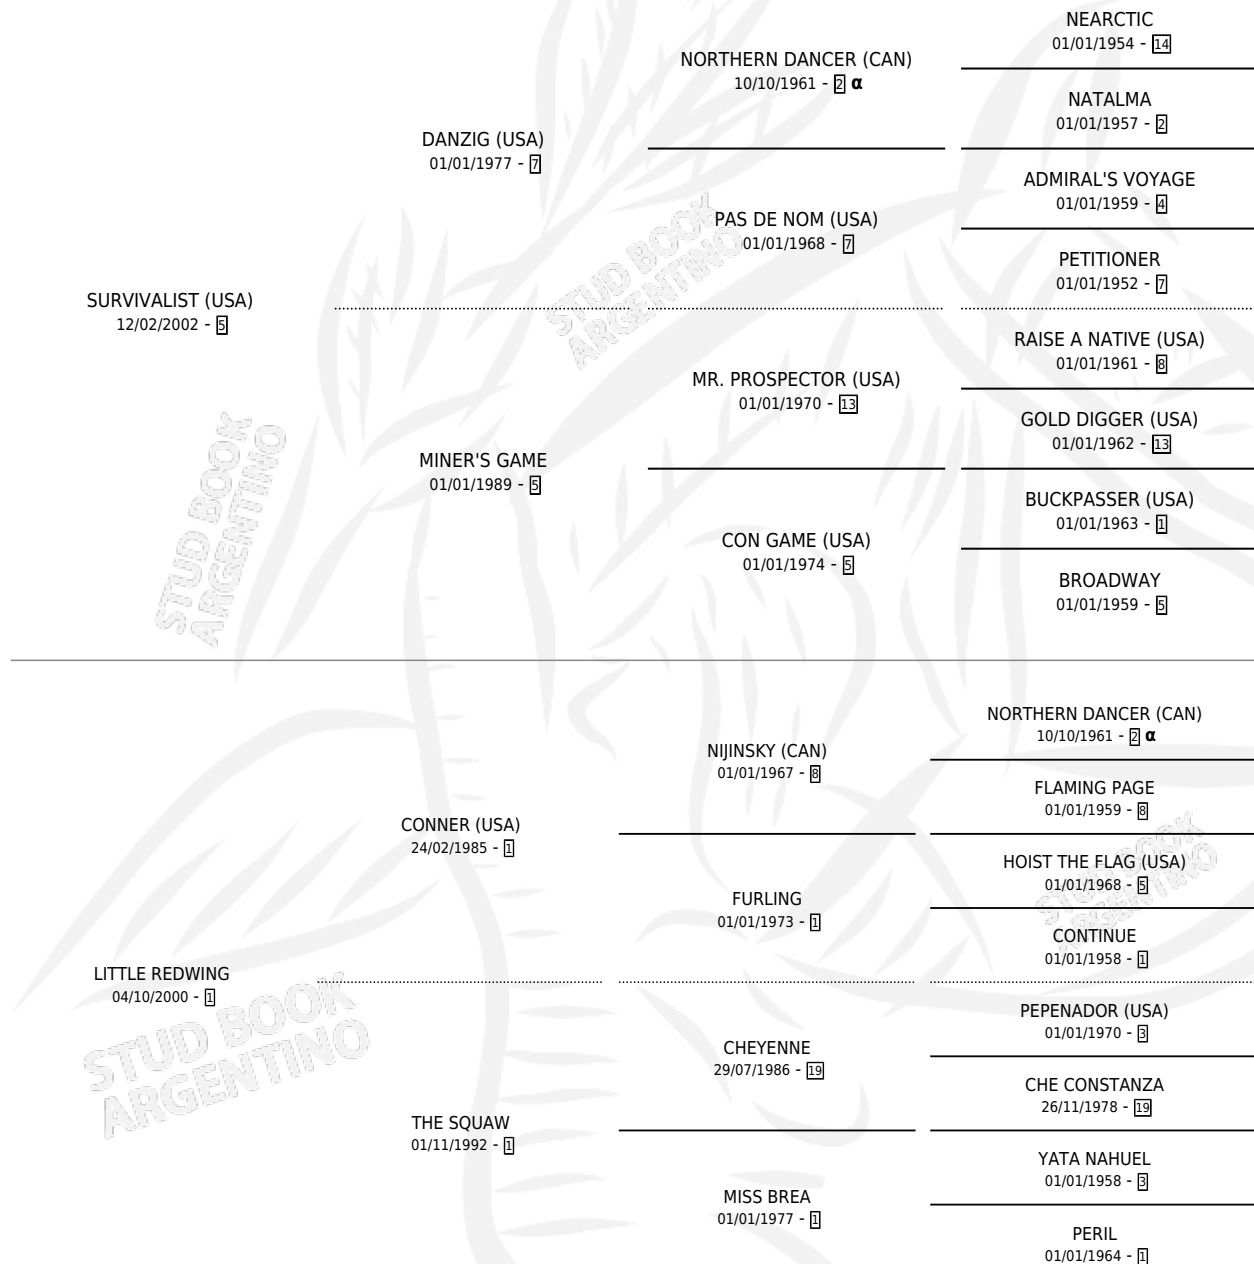 NEARCTIC
01/01/1954 - 14
NORTHERN DANCER (CAN)
10/10/1961 - 2 α
NATALMA
01/01/1957 - 2
DANZIG (USA)
01/01/1977 - 7
ADMIRAL'S VOYAGE
01/01/1959 - 4
PAS DE NOM (USA)
01/01/1968 - 7
PETITIONER
01/01/1952 - 7
SURVIVALIST (USA)
12/02/2002 - 5
RAISE A NATIVE (USA)
01/01/1961 - 8
MR. PROSPECTOR (USA)
01/01/1970 - 13
GOLD DIGGER (USA)
01/01/1962 - 13
MINER'S GAME
01/01/1989 - 5
BUCKPASSER (USA)
01/01/1963 - 1
CON GAME (USA)
01/01/1974 - 5
BROADWAY
01/01/1959 - 5
NORTHERN DANCER (CAN)
10/10/1961 - 2 α
NIJINSKY (CAN)
01/01/1967 - 8
FLAMING PAGE
01/01/1959 - 8
CONNER (USA)
24/02/1985 - 1
HOIST THE FLAG (USA)
01/01/1968 - 5
FURLING
01/01/1973 - 1
CONTINUE
01/01/1958 - 1
LITTLE REDWING
04/10/2000 - 1
PEPENADOR (USA)
01/01/1970 - 3
CHEYENNE
29/07/1986 - 19
CHE CONSTANZA
26/11/1978 - 19
THE SQUAW
01/11/1992 - 1
YATA NAHUEL
01/01/1958 - 3
MISS BREA
01/01/1977 - 1
PERIL
01/01/1964 - 1
STUD BOOK
ARGENTINO
STUD BOOK
ARGENTINO
STUD BOOK
ARGENTINO
STUD BOOK
ARGENTINO